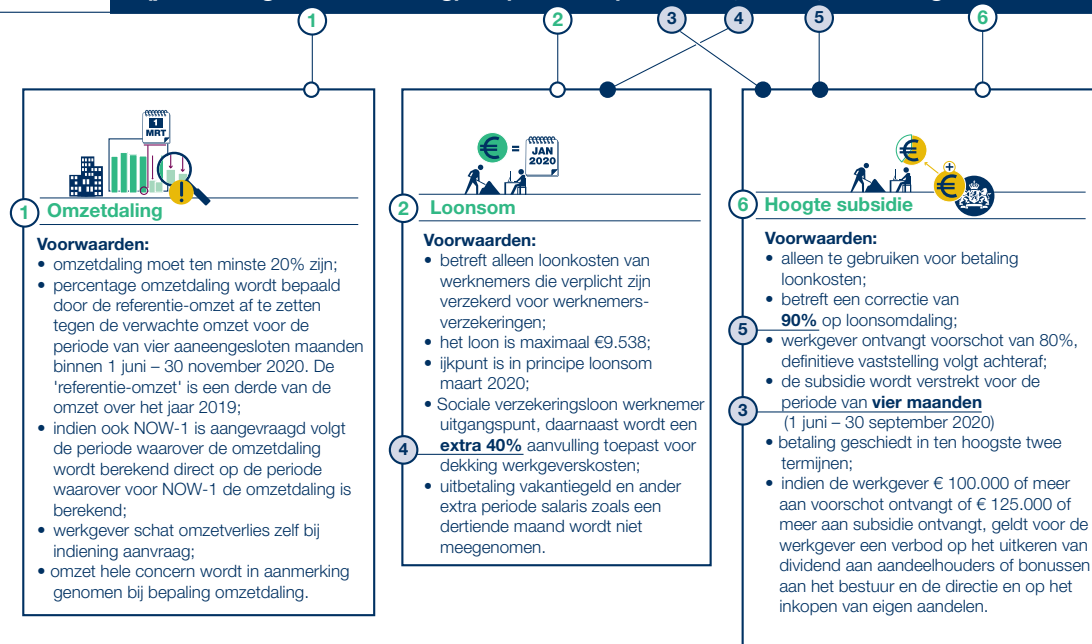 1
2
3
4
5
6
1
MRT
1 Omzetdaling
Voorwaarden:
• omzetdaling moet ten minste 20% zijn;
• percentage omzetdaling wordt bepaald
door de referentie-omzet af te zetten
tegen de verwachte omzet voor de
periode van vier aaneengesloten maanden
binnen 1 juni – 30 november 2020. De
'referentie-omzet' is een derde van de
omzet over het jaar 2019;
• indien ook NOW-1 is aangevraagd volgt
de periode waarover de omzetdaling
wordt berekend direct op de periode
waarover voor NOW-1 de omzetdaling is
berekend;
• werkgever schat omzetverlies zelf bij
indiening aanvraag;
• omzet hele concern wordt in aanmerking
genomen bij bepaling omzetdaling.
€ = JAN
2020
2 Loonsom
Voorwaarden:
• betreft alleen loonkosten van
werknemers die verplicht zijn
verzekerd voor werknemers-
verzekeringen;
• het loon is maximaal €9.538;
• ijkpunt is in principe loonsom
maart 2020;
• Sociale verzekeringsloon werknemer
uitgangspunt, daarnaast wordt een
4 extra 40% aanvulling toepast voor
dekking werkgeverskosten;
• uitbetaling vakantiegeld en ander
extra periode salaris zoals een
dertiende maand wordt niet
meegenomen.
€
+
€
6 Hoogte subsidie
Voorwaarden:
• alleen te gebruiken voor betaling
loonkosten;
• betreft een correctie van
5 90% op loonsomdaling;
• werkgever ontvangt voorschot van 80%,
definitieve vaststelling volgt achteraf;
• de subsidie wordt verstrekt voor de
3 periode van vier maanden
(1 juni – 30 september 2020)
• betaling geschiedt in ten hoogste twee
termijnen;
• indien de werkgever € 100.000 of meer
aan voorschot ontvangt of € 125.000 of
meer aan subsidie ontvangt, geldt voor de
werkgever een verbod op het uitkeren van
dividend aan aandeelhouders of bonussen
aan het bestuur en de directie en op het
inkopen van eigen aandelen.